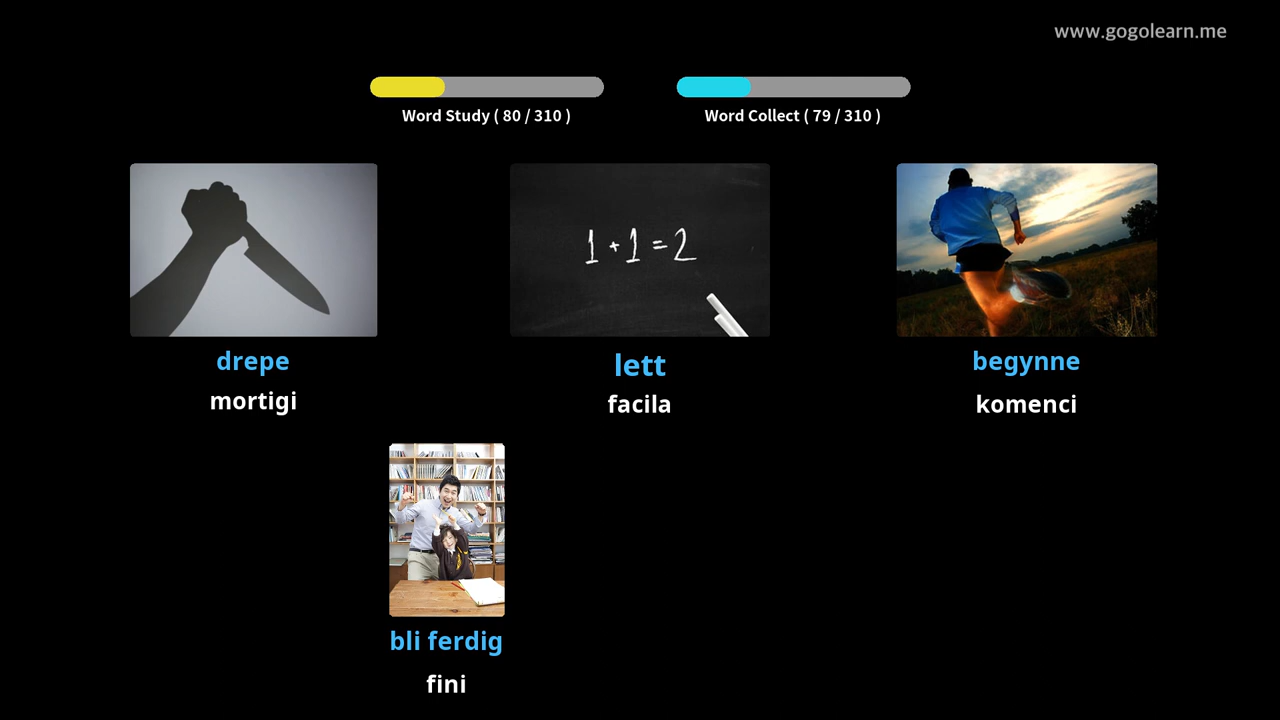 www.gogolearn.me
Word Study ( 80 / 310 )
Word Collect ( 79 / 310 )
1 + 1 = 2
drepe
mortigi
lett
facila
begynne
komenci
bli ferdig
fini